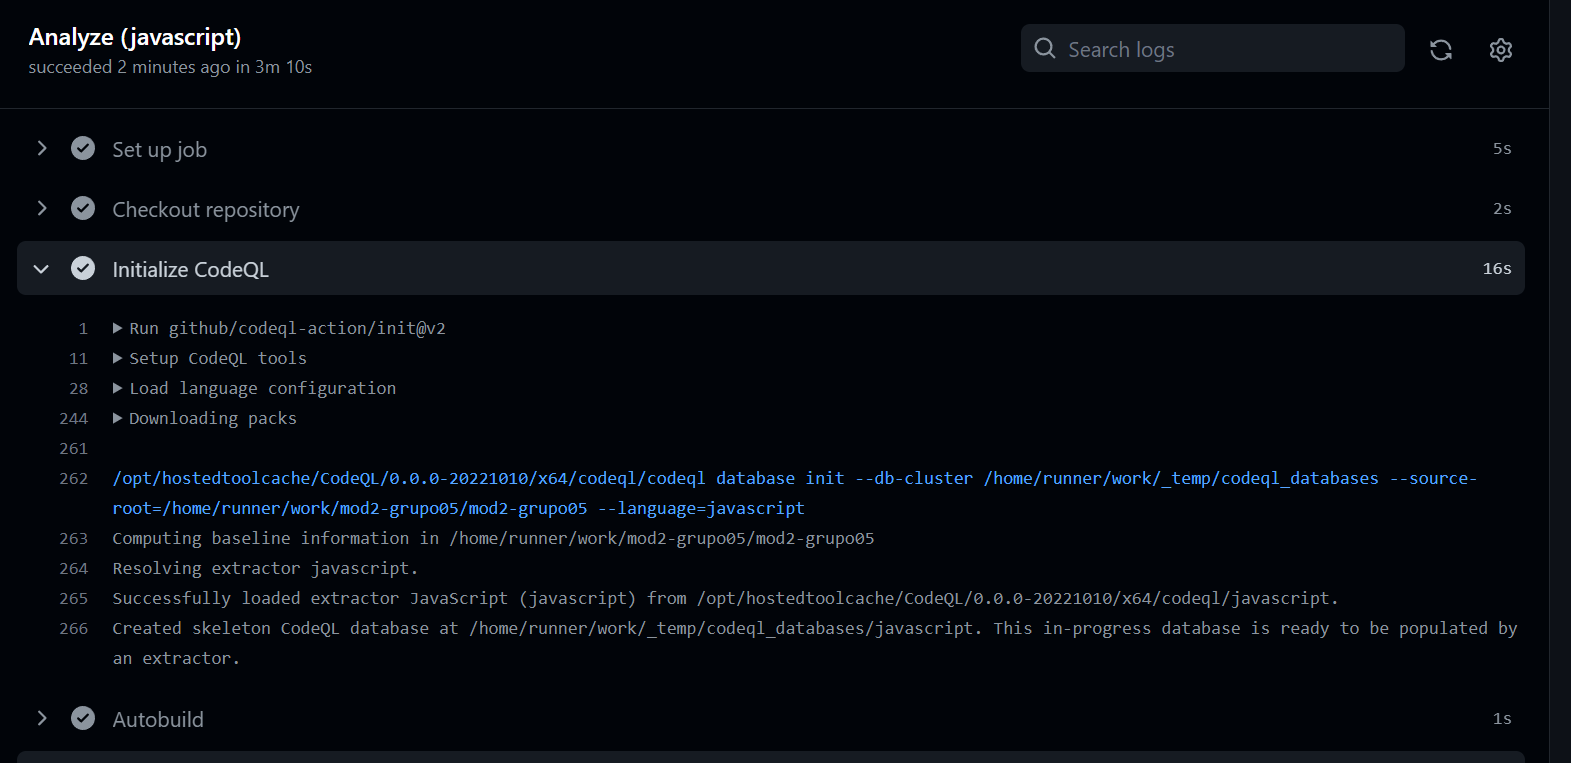 Analyze (javascript)
succeeded 2 minutes ago in 3m 10s
Search logs
Set up job 5s
Checkout repository 2s
Initialize CodeQL 16s
1 Run github/codeql-action/init@v2
11 Setup CodeQL tools
28 Load language configuration
244 Downloading packs
261
262 /opt/hostedtoolcache/CodeQL/0.0.0-20221010/x64/codeql/codeql database init --db-cluster /home/runner/work/_temp/codeql_databases --source-
root=/home/runner/work/mod2-grupo05/mod2-grupo05 --language=javascript
263 Computing baseline information in /home/runner/work/mod2-grupo05/mod2-grupo05
264 Resolving extractor javascript.
265 Successfully loaded extractor JavaScript (javascript) from /opt/hostedtoolcache/CodeQL/0.0.0-20221010/x64/codeql/javascript.
266 Created skeleton CodeQL database at /home/runner/work/_temp/codeql_databases/javascript. This in-progress database is ready to be populated by
an extractor.
Autobuild 1s